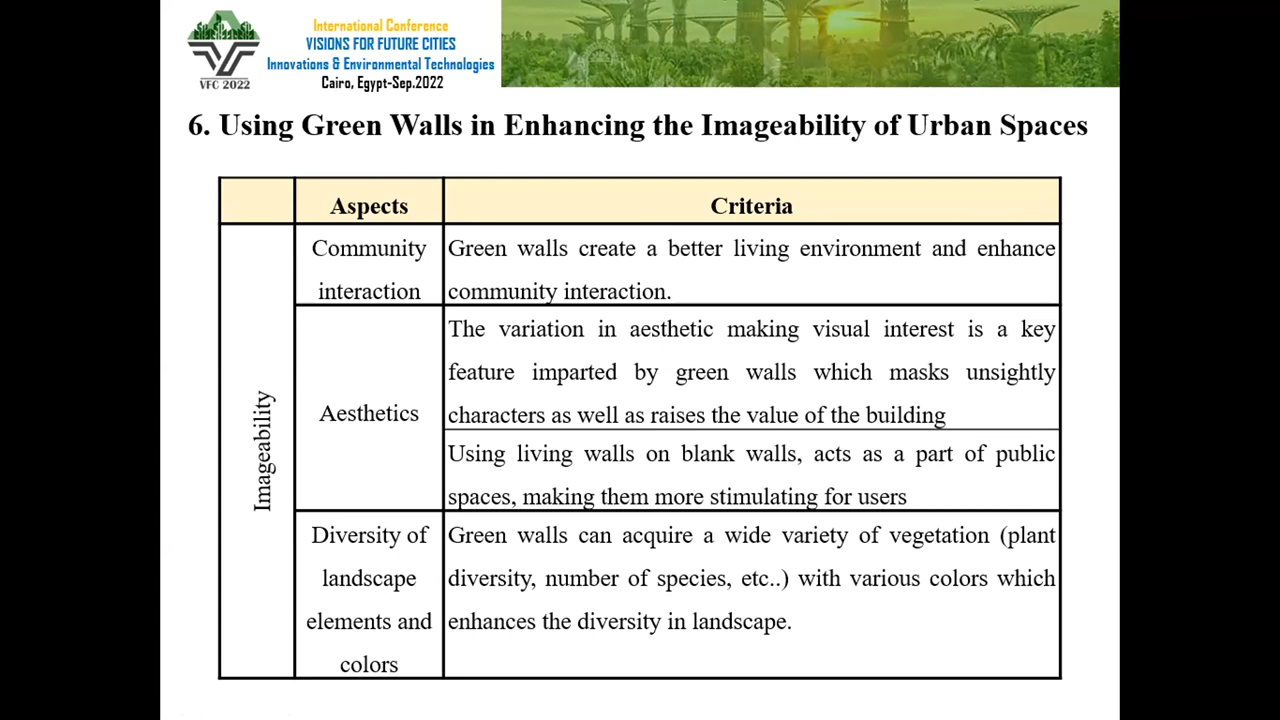 International Conference
VISIONS FOR FUTURE CITIES
Innovations & Environmental Technologies
Cairo, Egypt-Sep.2022
VFC 2022
6. Using Green Walls in Enhancing the Imageability of Urban Spaces
Aspects
Criteria
Imageability
Community
interaction
Green walls create a better living environment and enhance
community interaction.
Aesthetics
The variation in aesthetic making visual interest is a key
feature imparted by green walls which masks unsightly
characters as well as raises the value of the building
Using living walls on blank walls, acts as a part of public
spaces, making them more stimulating for users
Diversity of
landscape
elements and
colors
Green walls can acquire a wide variety of vegetation (plant
diversity, number of species, etc..) with various colors which
enhances the diversity in landscape.